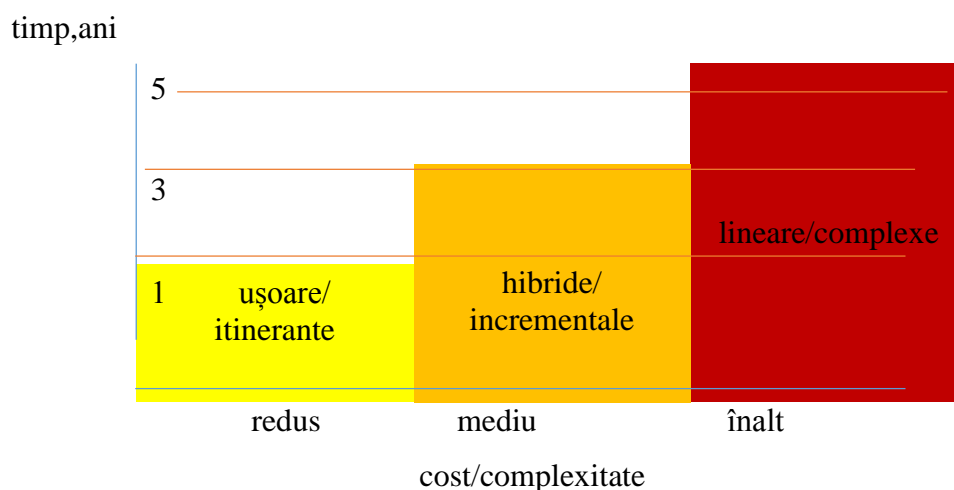 timp,ani
5
3
lineare/complexe
1
ușoare/
itinerante
hibride/
incrementale
redus
mediu
înalt
cost/complexitate